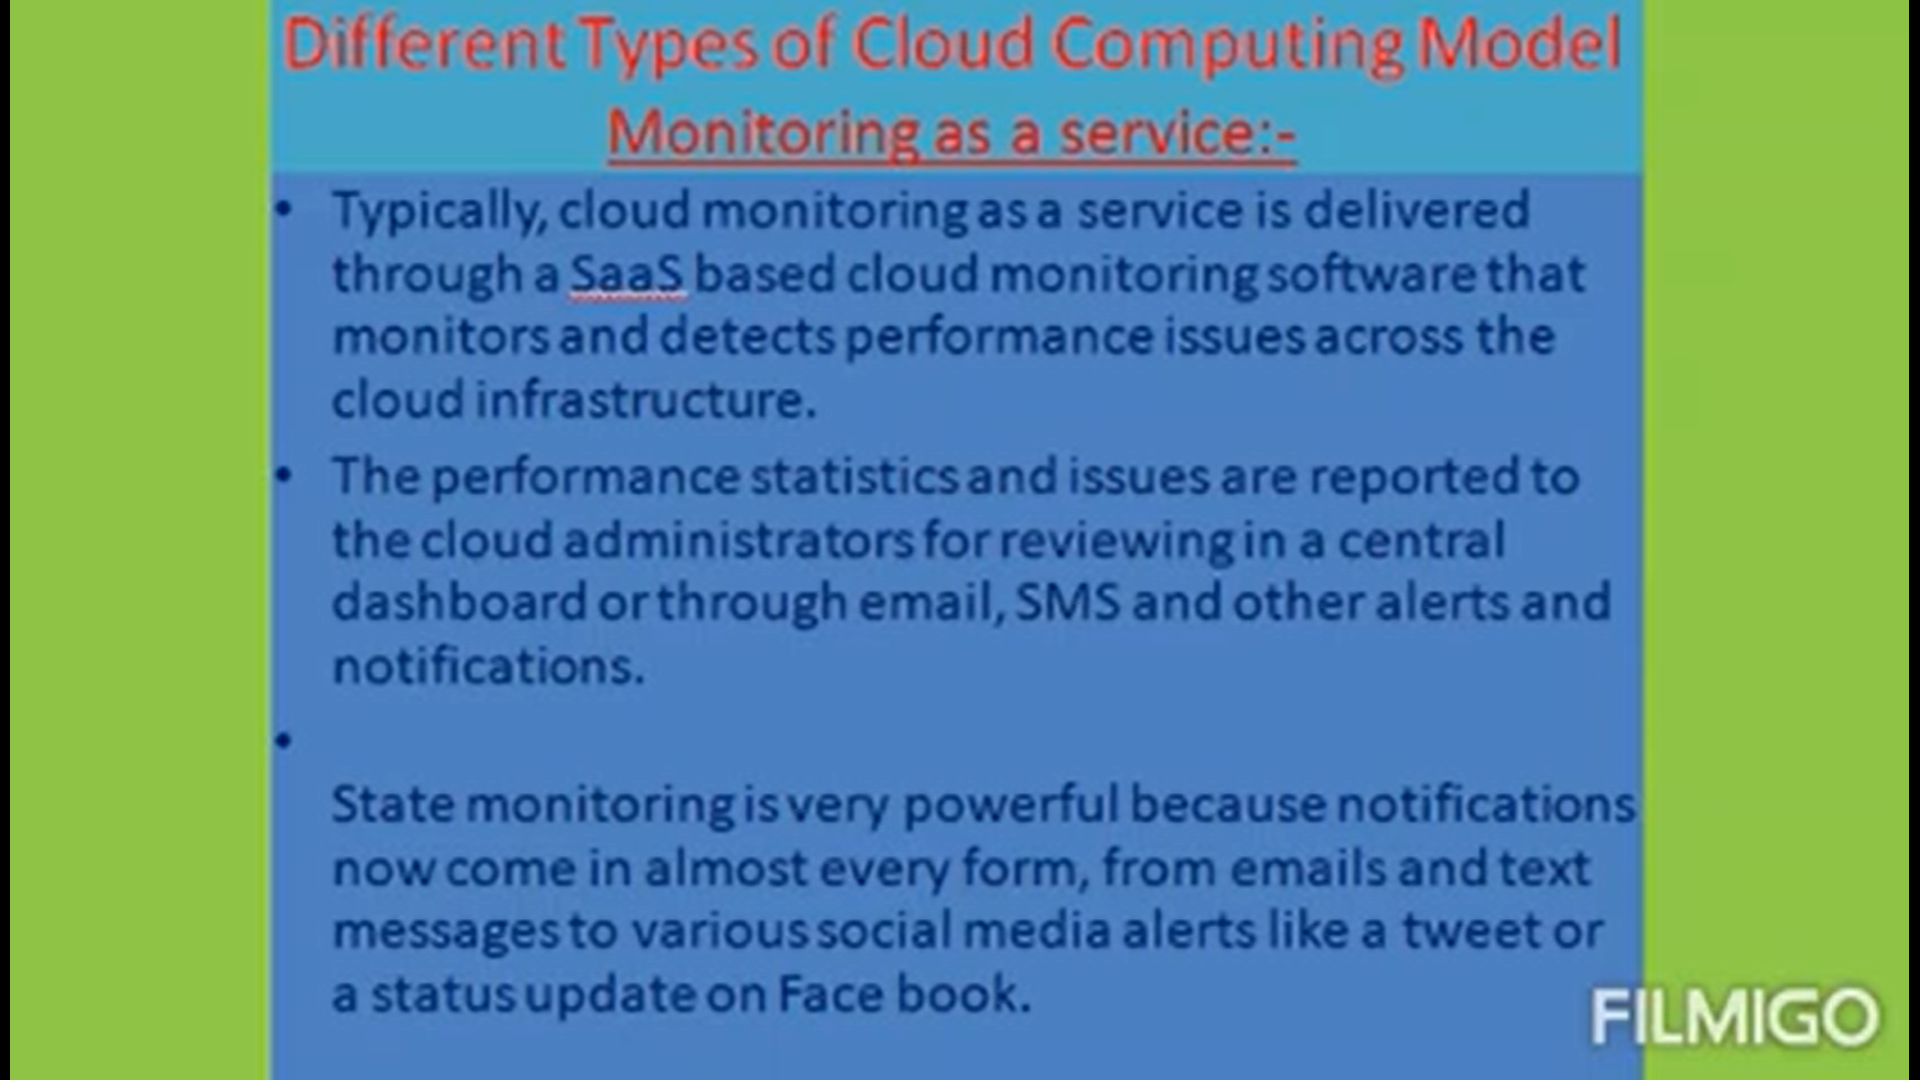 Different Types of Cloud Computing Model
Monitoring as a service:-
• Typically, cloud monitoring as a service is delivered
through a SaaS based cloud monitoring software that
monitors and detects performance issues across the
cloud infrastructure.
• The performance statistics and issues are reported to
the cloud administrators for reviewing in a central
dashboard or through email, SMS and other alerts and
notifications.
•
State monitoring is very powerful because notifications
now come in almost every form, from emails and text
messages to various social media alerts like a tweet or
a status update on Face book.
FILMIGO